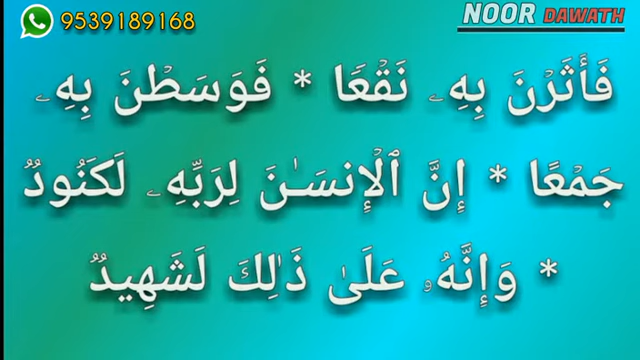 9539189168
NOOR DAWATH
فَأَثَرْنَ بِهِۦ نَقْعًا * فَوَسَطْنَ بِهِۦ
جَمْعًا * إِنَّ ٱلْإِنسَـٰنَ لِرَبِّهِۦ لَكَنُودٌ
* وَإِنَّهُۥ عَلَىٰ ذَٰلِكَ لَشَهِيدٌ